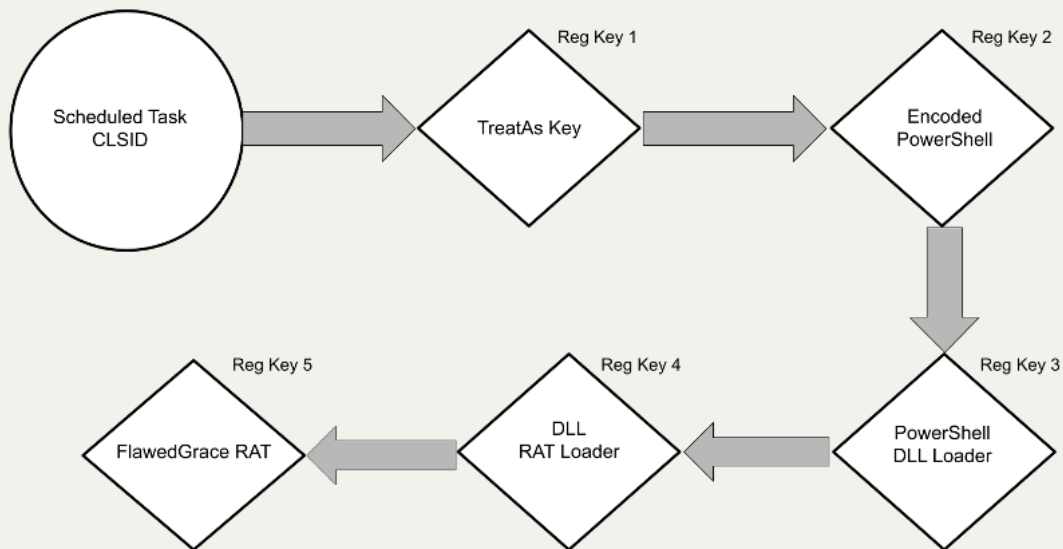 Scheduled Task
CLSID
Reg Key 1
TreatAs Key
Reg Key 2
Encoded
PowerShell
Reg Key 3
PowerShell
DLL Loader
Reg Key 4
DLL
RAT Loader
Reg Key 5
FlawedGrace RAT